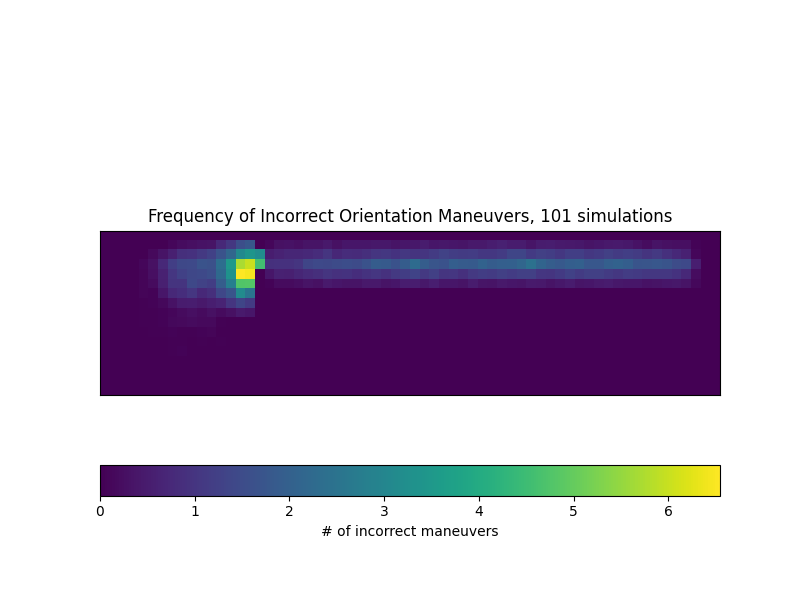 Frequency of Incorrect Orientation Maneuvers, 101 simulations
0 1 2 3 4 5 6
# of incorrect maneuvers